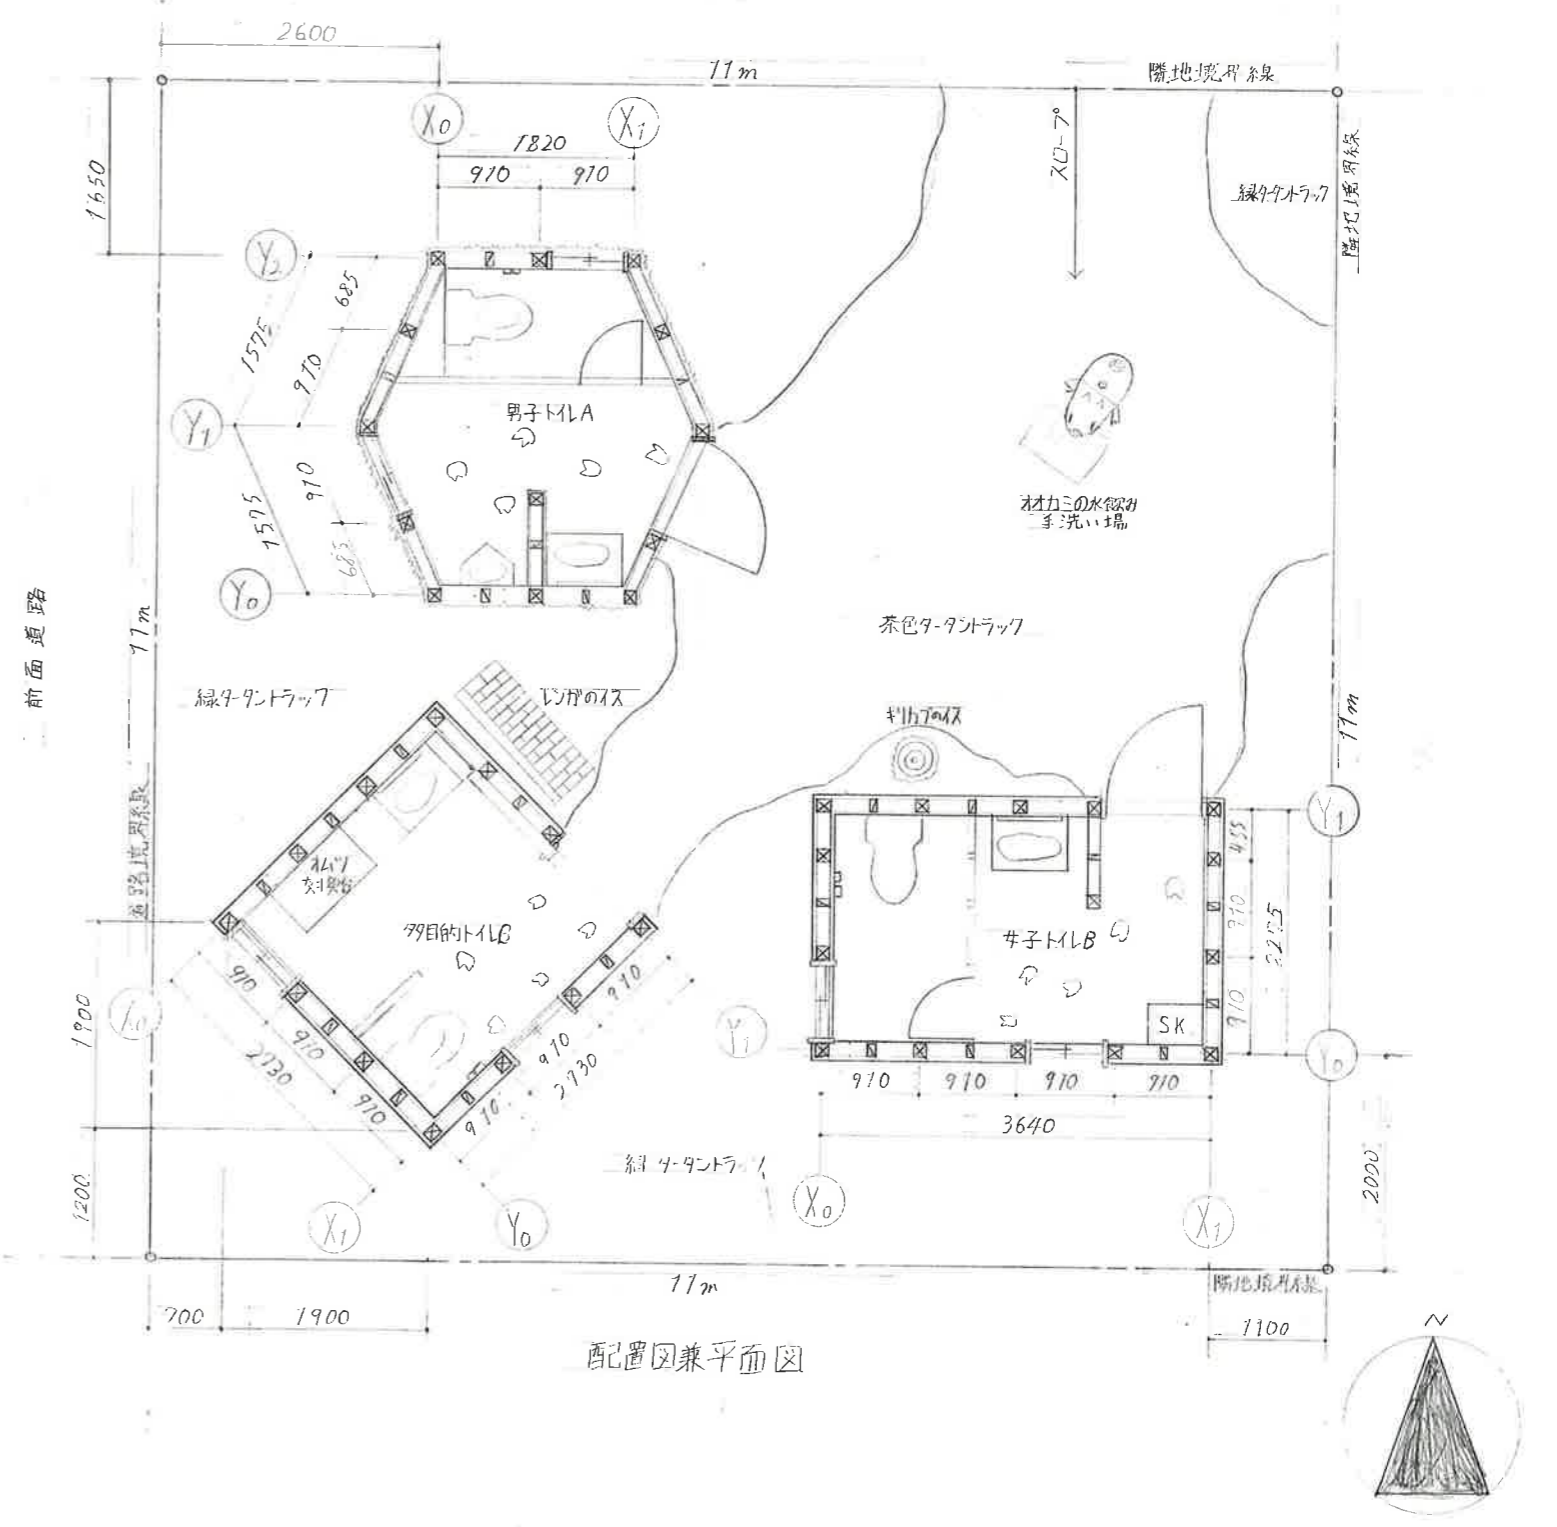 2600
11m
隣地境界線
X0
X1
スロープ
1820
910
910
1650
緑タータントラック
隣地境界線
Y2
685
1575
910
男子トイレA
Y1
910
1575
685
オオカミの水飲み
手洗い場
Y0
前面道路
11m
茶色タータントラック
緑タータントラック
レンガのイス
キリカブのイス
11m
道路境界線
オムツ
交換台
Y1
455
910
2275
910
多目的トイレC
女子トイレB
SK
1900
910
910
2730
910
910
910
2730
910
Y1
Y0
910
910
910
910
3640
緑タータントラック
1200
2000
X1
Y0
X0
X1
11m
隣地境界線
700
1900
1100
配置図兼平面図
N